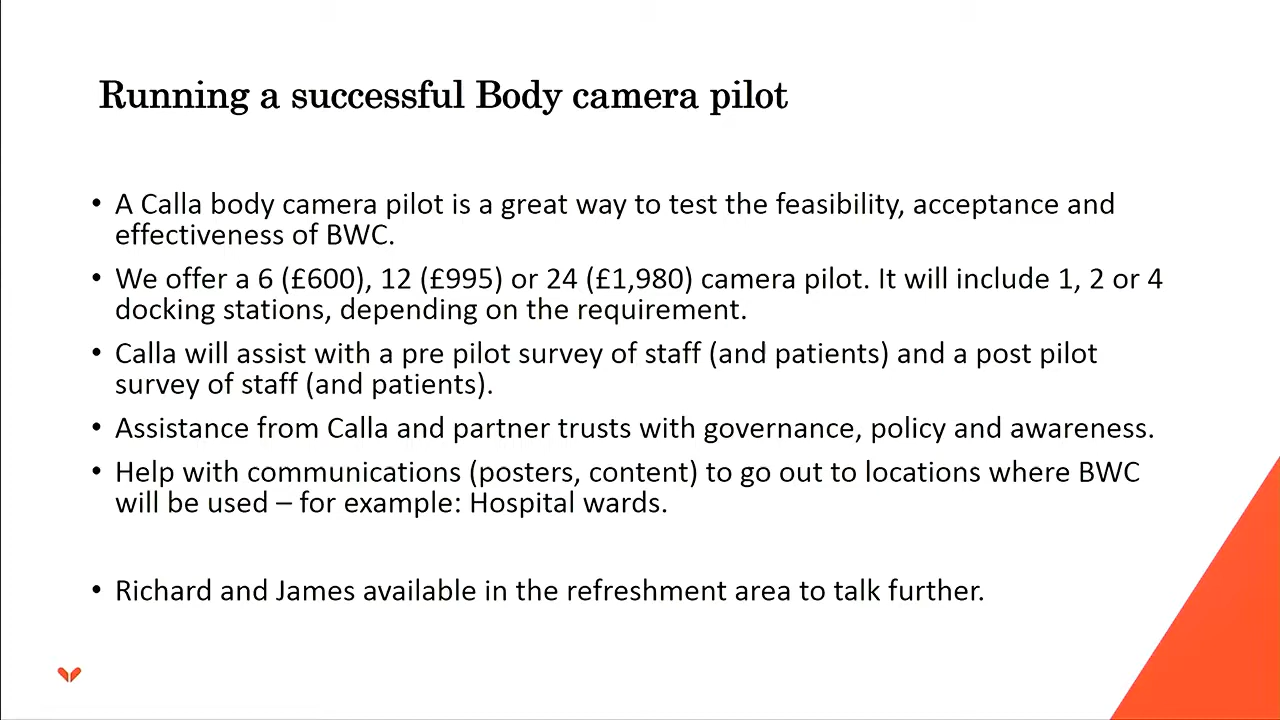 Running a successful Body camera pilot
• A Calla body camera pilot is a great way to test the feasibility, acceptance and
effectiveness of BWC.
• We offer a 6 (£600), 12 (£995) or 24 (£1,980) camera pilot. It will include 1, 2 or 4
docking stations, depending on the requirement.
• Calla will assist with a pre pilot survey of staff (and patients) and a post pilot
survey of staff (and patients).
• Assistance from Calla and partner trusts with governance, policy and awareness.
• Help with communications (posters, content) to go out to locations where BWC
will be used – for example: Hospital wards.
• Richard and James available in the refreshment area to talk further.